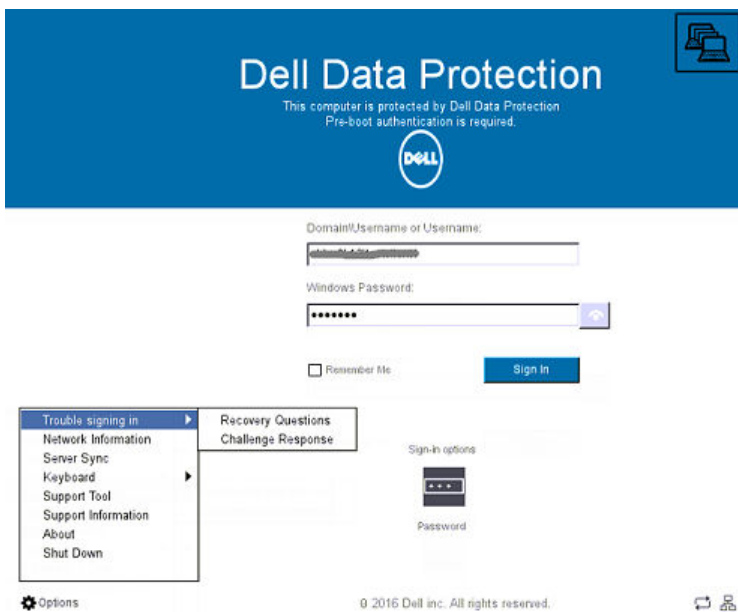 Dell Data Protection
This computer is protected by Dell Data Protection
Pre-boot authentication is required.
DELL
Domain\Username or Username:
Windows Password:
•••••••
Remember Me
Sign In
Trouble signing in
Recovery Questions
Network Information
Challenge Response
Server Sync
Keyboard
Support Tool
Support Information
About
Shut Down
Sign-in options
Password
Options
© 2016 Dell inc. All rights reserved.